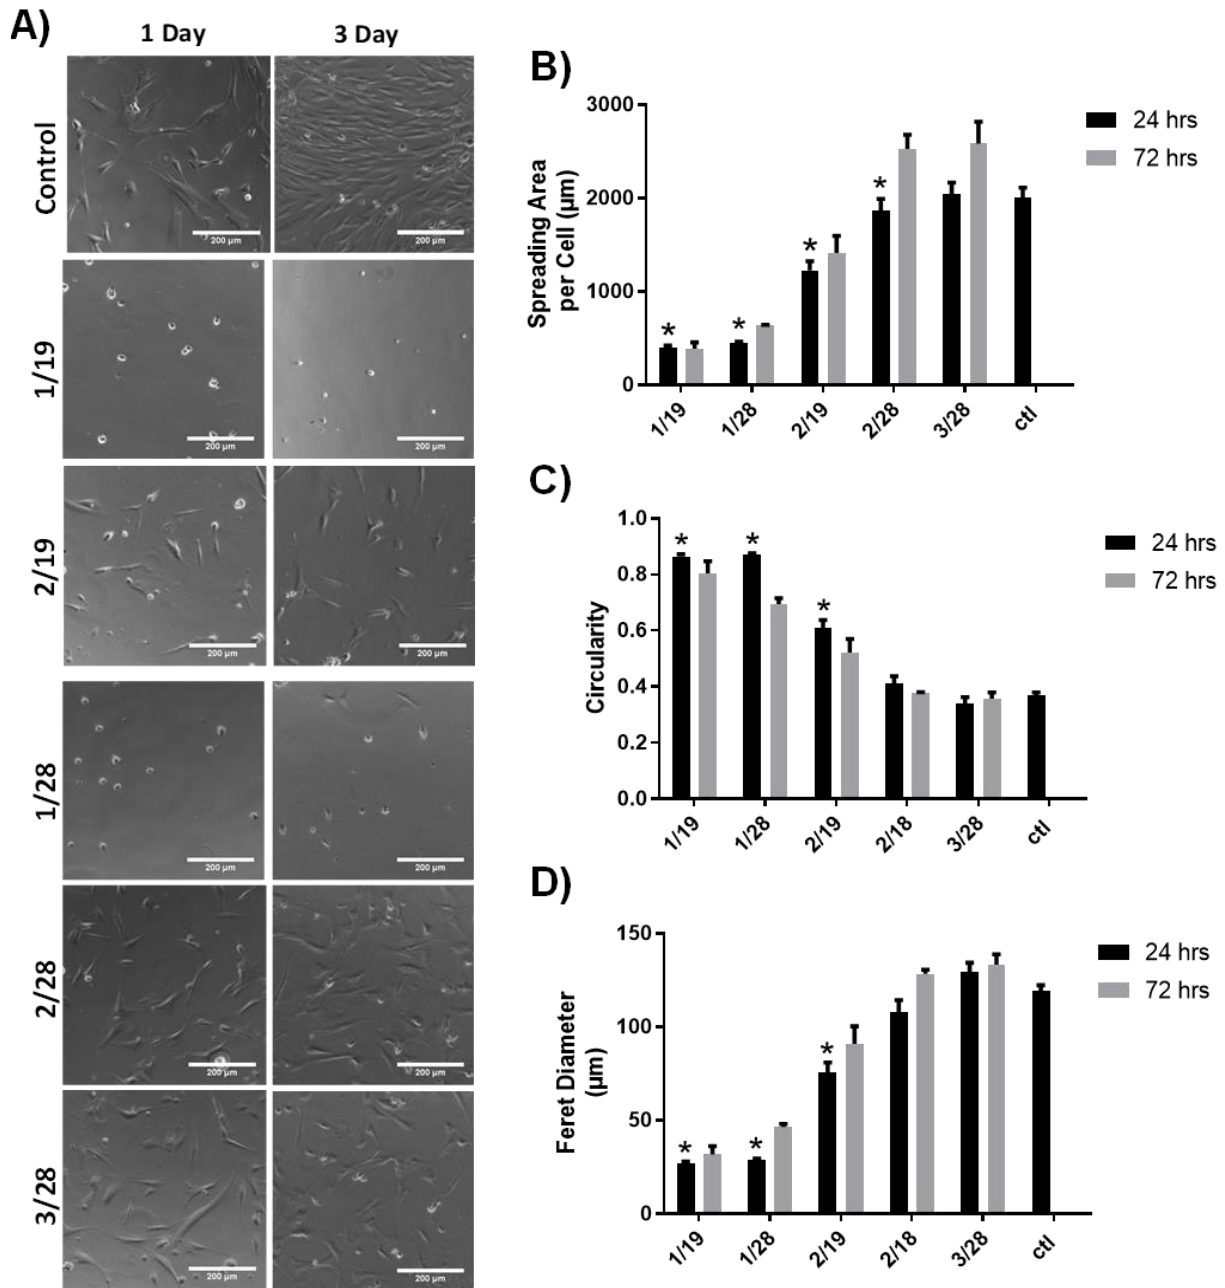 A)
1 Day
3 Day
Control
200 µm
200 µm
1/19
200 µm
200 µm
2/19
200 µm
200 µm
1/28
200 µm
200 µm
2/28
200 µm
200 µm
3/28
200 µm
200 µm
B)
Spreading Area
per Cell (µm)
3000
2000
1000
0
* * * *
1/19 1/28 2/19 2/28 3/28 ctl
24 hrs
72 hrs
C)
Circularity
1.0
0.8
0.6
0.4
0.2
0.0
* * *
1/19 1/28 2/19 2/18 3/28 ctl
24 hrs
72 hrs
D)
Feret Diameter
(µm)
150
100
50
0
* * *
1/19 1/28 2/19 2/18 3/28 ctl
24 hrs
72 hrs